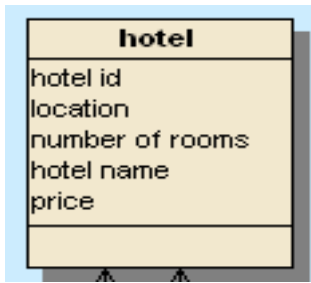 hotel
hotel id
location
number of rooms
hotel name
price